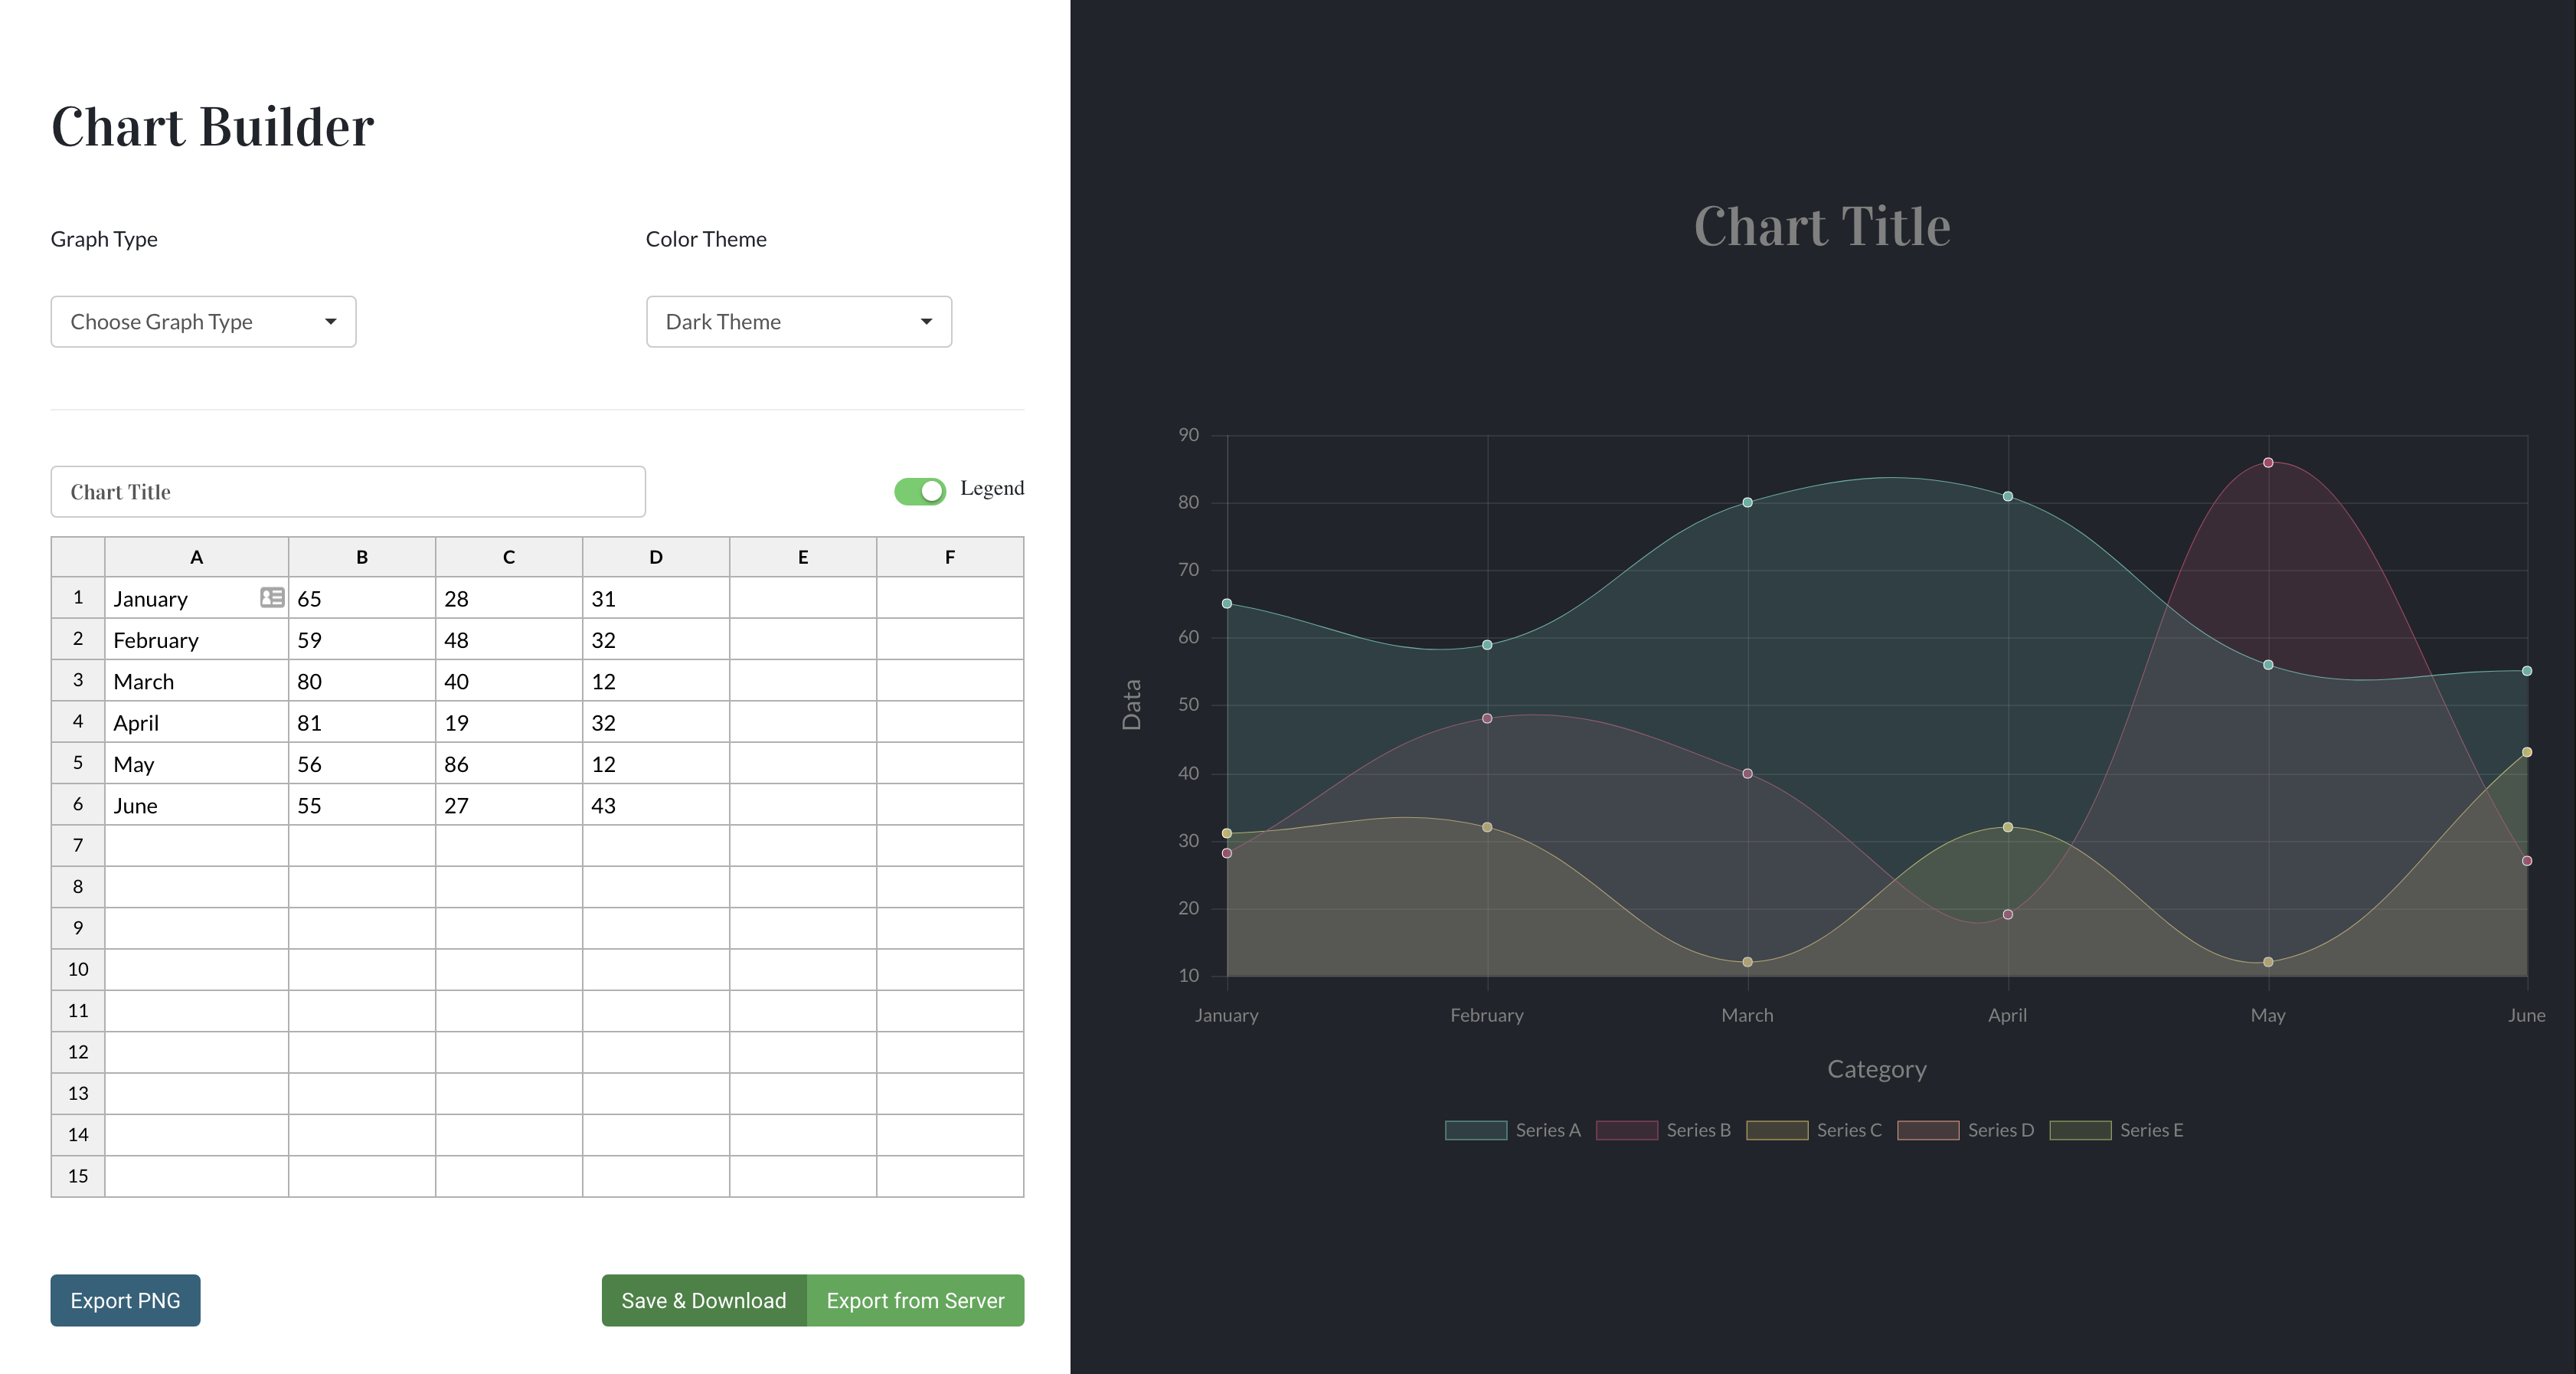 Chart Builder
Graph Type
Color Theme
Choose Graph Type
Dark Theme
Chart Title
Legend
A B C D E F
1 January 65 28 31
2 February 59 48 32
3 March 80 40 12
4 April 81 19 32
5 May 56 86 12
6 June 55 27 43
7
8
9
10
11
12
13
14
15
Export PNG
Save & Download
Export from Server
Chart Title
90
80
70
60
50
40
30
20
10
Data
January February March April May June
Category
Series A Series B Series C Series D Series E